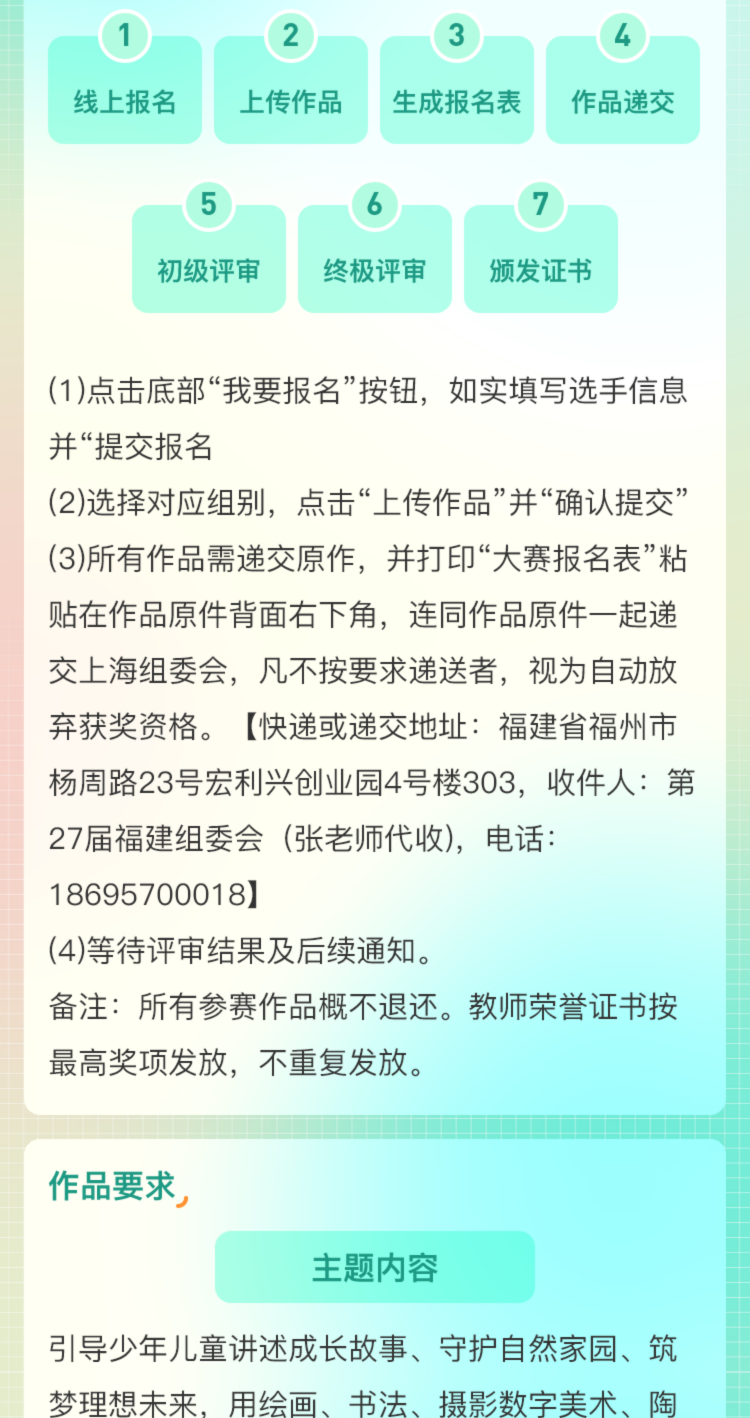 1
2
3
4
线上报名
上传作品
生成报名表
作品递交
5
6
7
初级评审
终极评审
颁发证书
(1)点击底部“我要报名”按钮，如实填写选手信息
并“提交报名
(2)选择对应组别，点击“上传作品”并“确认提交”
(3)所有作品需递交原作，并打印“大赛报名表”粘
贴在作品原件背面右下角，连同作品原件一起递
交上海组委会，凡不按要求递送者，视为自动放
弃获奖资格。【快递或递交地址：福建省福州市
杨周路23号宏利兴创业园4号楼303，收件人：第
27届福建组委会（张老师代收)，电话：
18695700018】
(4)等待评审结果及后续通知。
备注：所有参赛作品概不退还。教师荣誉证书按
最高奖项发放，不重复发放。
作品要求
主题内容
引导少年儿童讲述成长故事、守护自然家园、筑
梦理想未来，用绘画、书法、摄影数字美术、陶